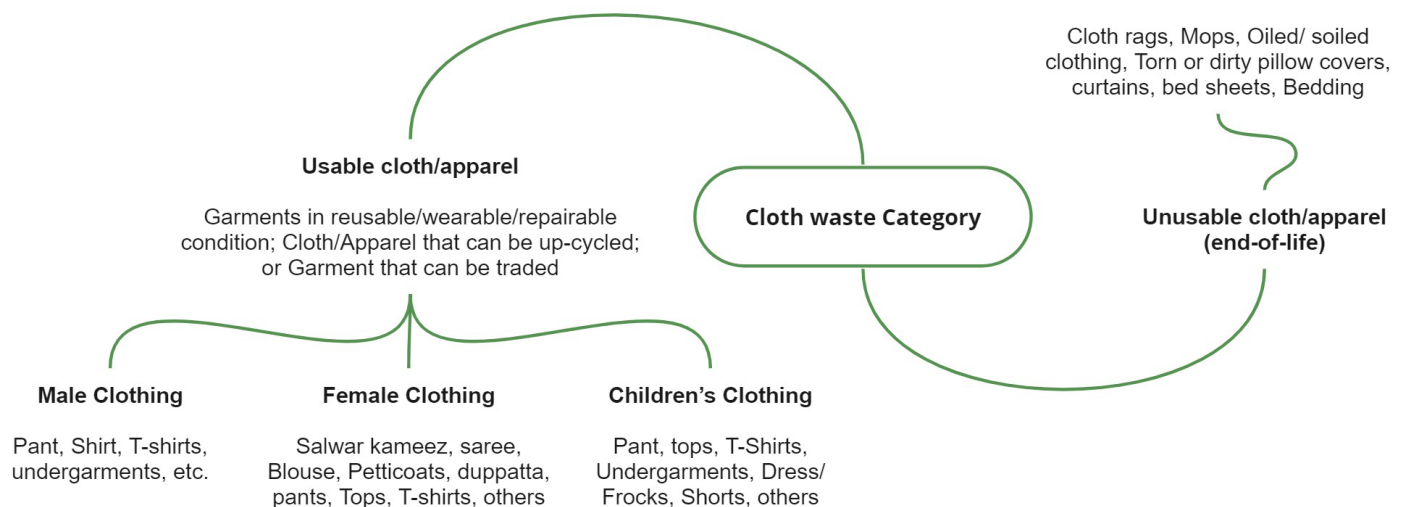 Cloth rags, Mops, Oiled/ soiled
clothing, Torn or dirty pillow covers,
curtains, bed sheets, Bedding
Usable cloth/apparel
Garments in reusable/wearable/repairable
condition; Cloth/Apparel that can be up-cycled;
or Garment that can be traded
Cloth waste Category
Unusable cloth/apparel
(end-of-life)
Male Clothing
Pant, Shirt, T-shirts,
undergarments, etc.
Female Clothing
Salwar kameez, saree,
Blouse, Petticoats, duppatta,
pants, Tops, T-shirts, others
Children’s Clothing
Pant, tops, T-Shirts,
Undergarments, Dress/
Frocks, Shorts, others